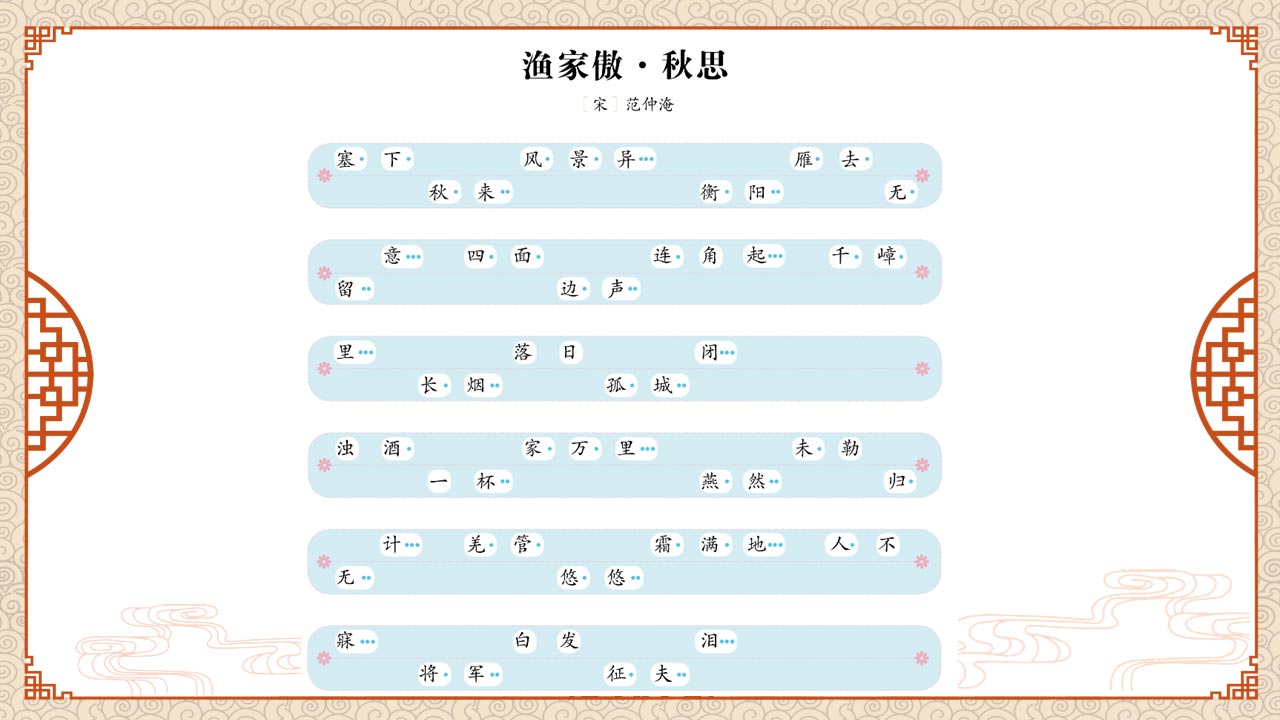 渔家傲·秋思
［宋］范仲淹
塞下秋来风景异衡阳雁去无
留意四面边声连角起千嶂
里长烟落日孤城闭
浊酒一杯家万里燕然未勒归
无计羌管悠悠霜满地人不
寐将军白发征夫泪